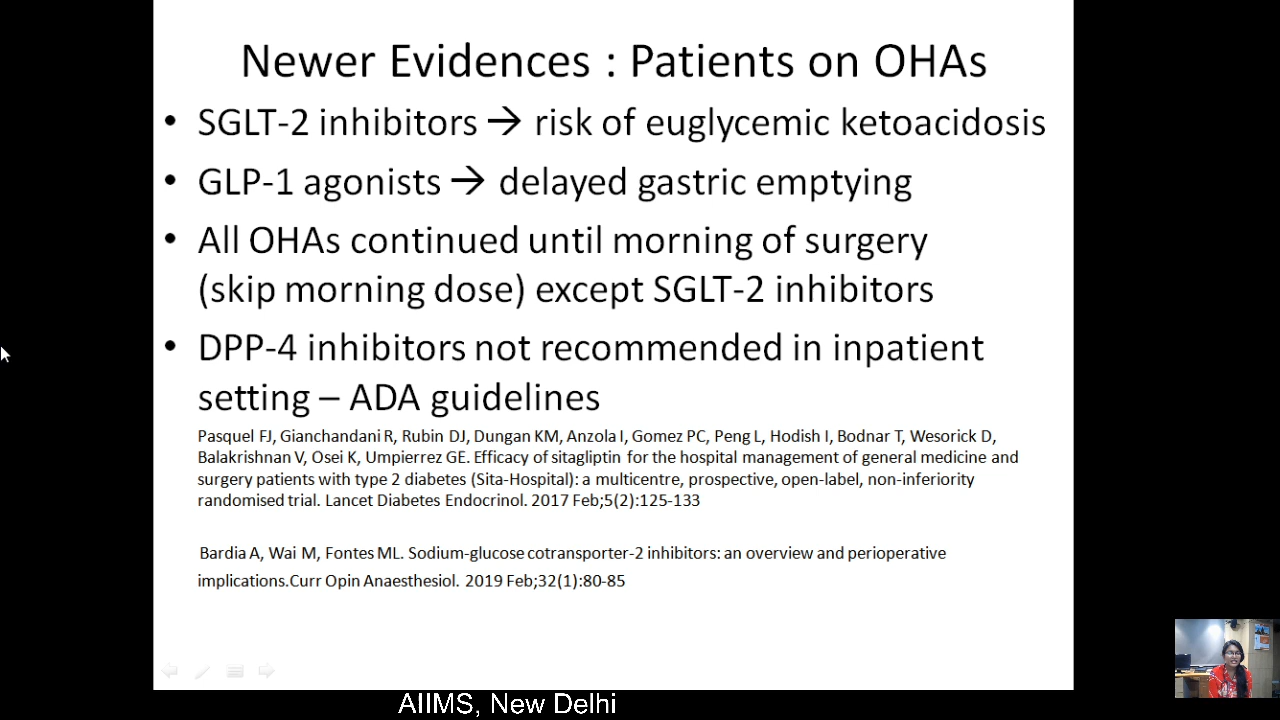 Newer Evidences : Patients on OHAs
• SGLT-2 inhibitors → risk of euglycemic ketoacidosis
• GLP-1 agonists → delayed gastric emptying
• All OHAs continued until morning of surgery
(skip morning dose) except SGLT-2 inhibitors
• DPP-4 inhibitors not recommended in inpatient
setting – ADA guidelines
Pasquel FJ, Gianchandani R, Rubin DJ, Dungan KM, Anzola I, Gomez PC, Peng L, Hodish I, Bodnar T, Wesorick D,
Balakrishnan V, Osei K, Umpierrez GE. Efficacy of sitagliptin for the hospital management of general medicine and
surgery patients with type 2 diabetes (Sita-Hospital): a multicentre, prospective, open-label, non-inferiority
randomised trial. Lancet Diabetes Endocrinol. 2017 Feb;5(2):125-133
Bardia A, Wai M, Fontes ML. Sodium-glucose cotransporter-2 inhibitors: an overview and perioperative
implications.Curr Opin Anaesthesiol. 2019 Feb;32(1):80-85
AIIMS, New Delhi